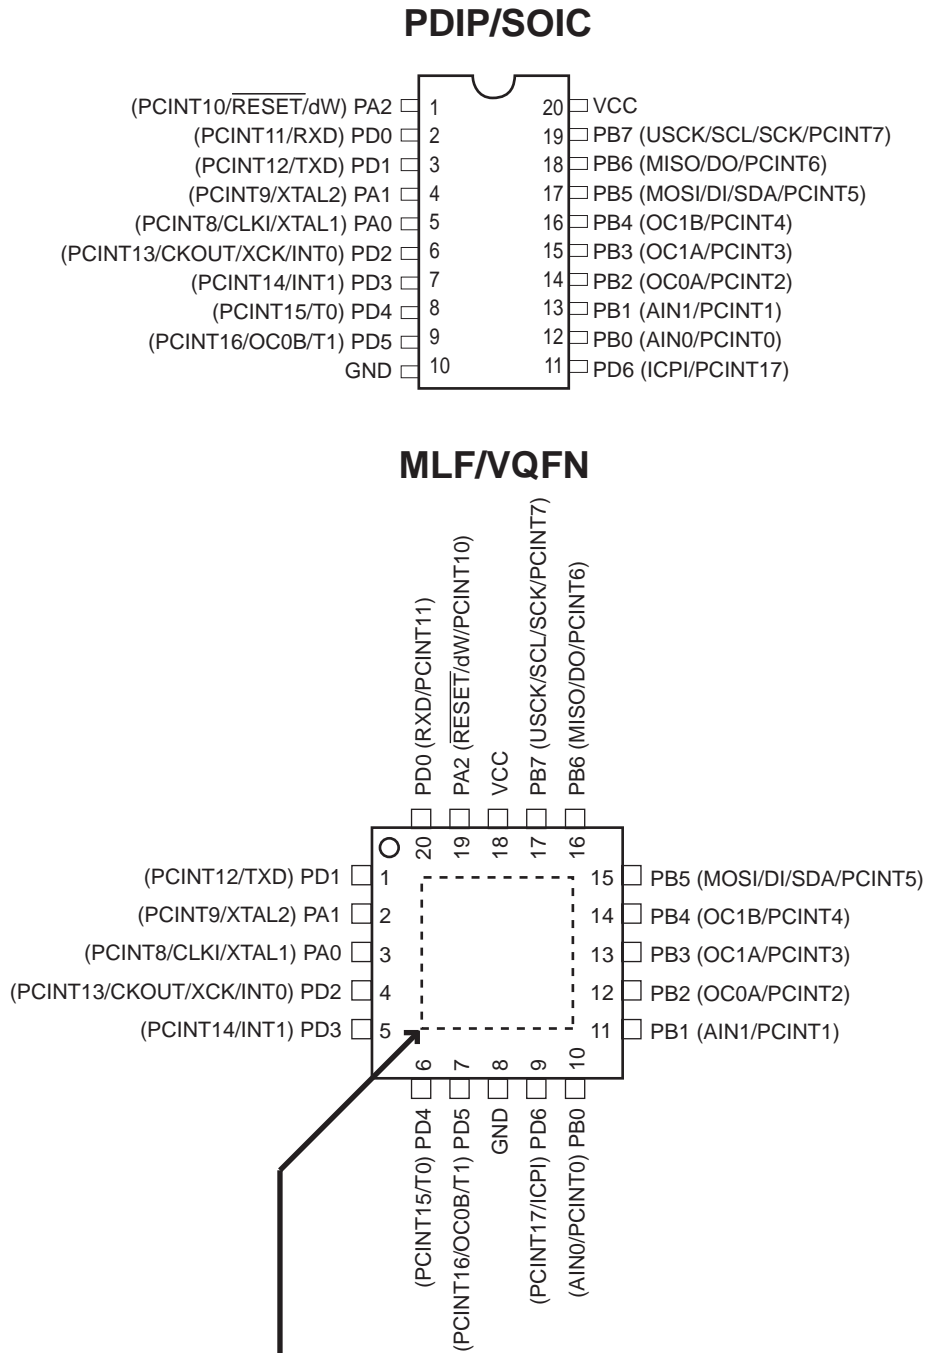 PDIP/SOIC
(PCINT10/RESET/dW) PA2 1
(PCINT11/RXD) PD0 2
(PCINT12/TXD) PD1 3
(PCINT9/XTAL2) PA1 4
(PCINT8/CLKI/XTAL1) PA0 5
(PCINT13/CKOUT/XCK/INT0) PD2 6
(PCINT14/INT1) PD3 7
(PCINT15/T0) PD4 8
(PCINT16/OC0B/T1) PD5 9
GND 10
20 VCC
19 PB7 (USCK/SCL/SCK/PCINT7)
18 PB6 (MISO/DO/PCINT6)
17 PB5 (MOSI/DI/SDA/PCINT5)
16 PB4 (OC1B/PCINT4)
15 PB3 (OC1A/PCINT3)
14 PB2 (OC0A/PCINT2)
13 PB1 (AIN1/PCINT1)
12 PB0 (AIN0/PCINT0)
11 PD6 (ICPI/PCINT17)
MLF/VQFN
20 PD0 (RXD/PCINT11)
19 PA2 (RESET/dW/PCINT10)
18 VCC
17 PB7 (USCK/SCL/SCK/PCINT7)
16 PB6 (MISO/DO/PCINT6)
(PCINT12/TXD) PD1 1
(PCINT9/XTAL2) PA1 2
(PCINT8/CLKI/XTAL1) PA0 3
(PCINT13/CKOUT/XCK/INT0) PD2 4
(PCINT14/INT1) PD3 5
15 PB5 (MOSI/DI/SDA/PCINT5)
14 PB4 (OC1B/PCINT4)
13 PB3 (OC1A/PCINT3)
12 PB2 (OC0A/PCINT2)
11 PB1 (AIN1/PCINT1)
(PCINT15/T0) PD4 6
(PCINT16/OC0B/T1) PD5 7
GND 8
(PCINT17/ICPI) PD6 9
(AIN0/PCINT0) PB0 10